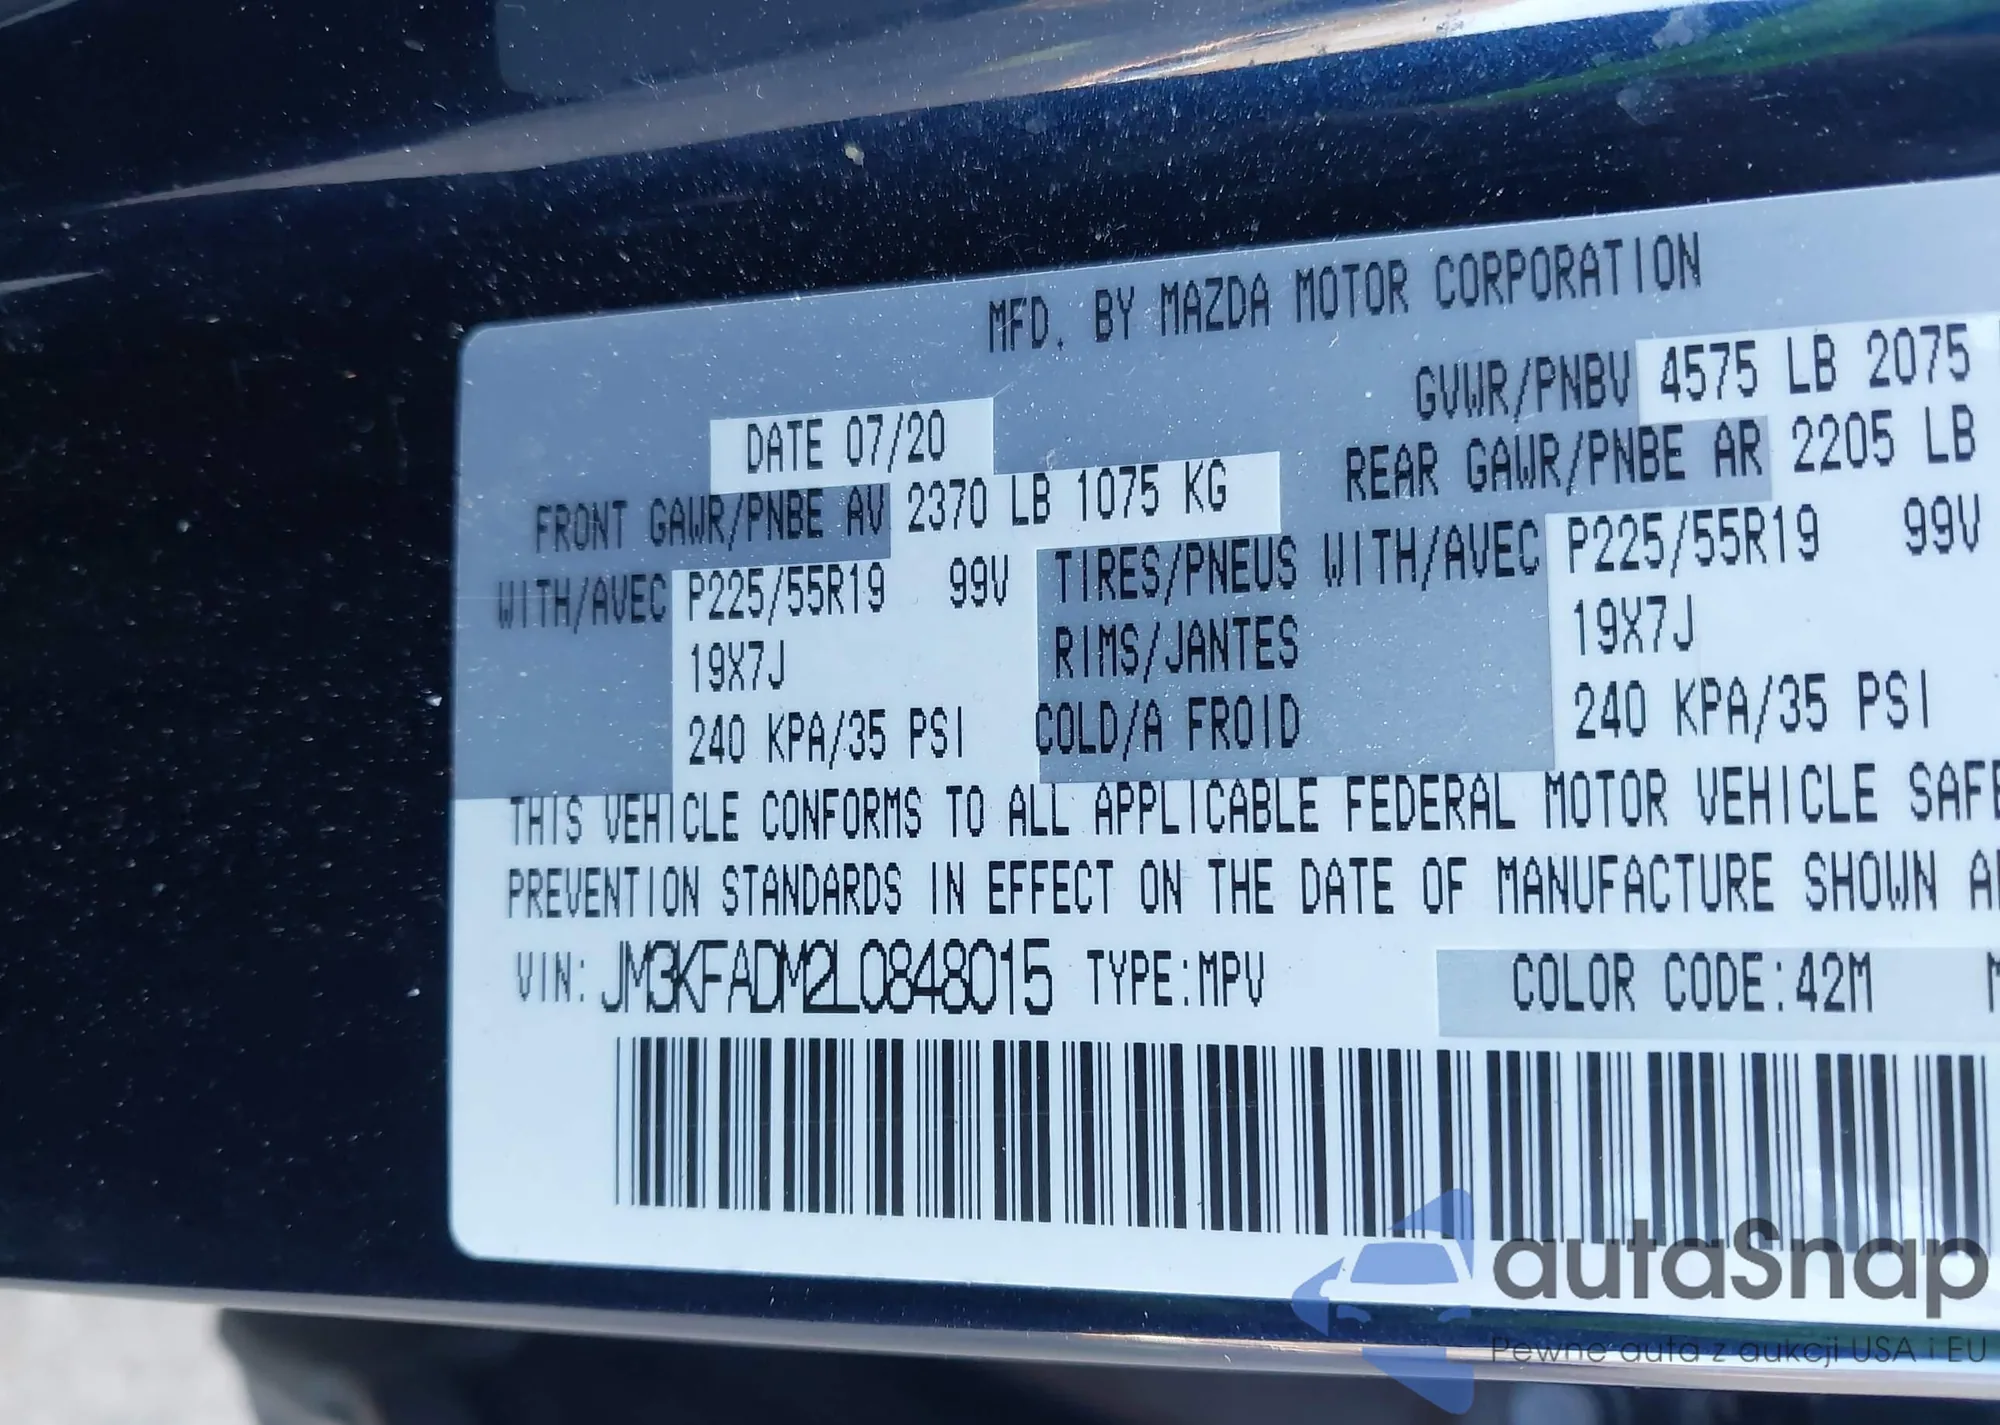 MFD. BY MAZDA MOTOR CORPORATION
DATE 07/20 GVWR/PNBV 4575 LB 2075
FRONT GAWR/PNBE AV 2370 LB 1075 KG REAR GAWR/PNBE AR 2205 LB
WITH/AVEC P225/55R19 99V TIRES/PNEUS WITH/AVEC P225/55R19 99V
19X7J RIMS/JANTES 19X7J
240 KPA/35 PSI COLD/A FROID 240 KPA/35 PSI
THIS VEHICLE CONFORMS TO ALL APPLICABLE FEDERAL MOTOR VEHICLE SAFE
PREVENTION STANDARDS IN EFFECT ON THE DATE OF MANUFACTURE SHOWN
VIN: JM3KFADM2L0848015 TYPE:MPV COLOR CODE:42M
autaSnap
Pewne auta z aukcji USA i EU